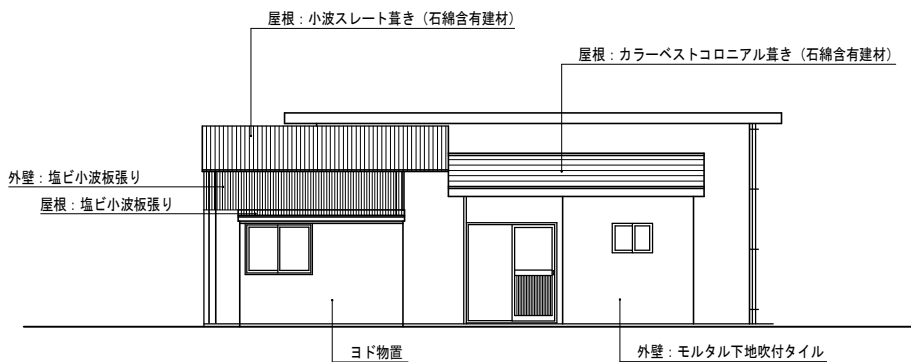 屋根：小波スレート葺き（石綿含有建材）
屋根：カラーベストコロニアル葺き（石綿含有建材）
外壁：塩ビ小波板張り
屋根：塩ビ小波板張り
ヨド物置
外壁：モルタル下地吹付タイル